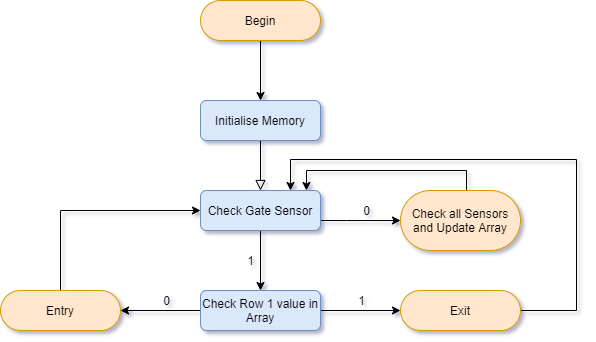 Begin
Initialise Memory
Check Gate Sensor
0
Check all Sensors
and Update Array
1
Entry
0
Check Row 1 value in
Array
1
Exit